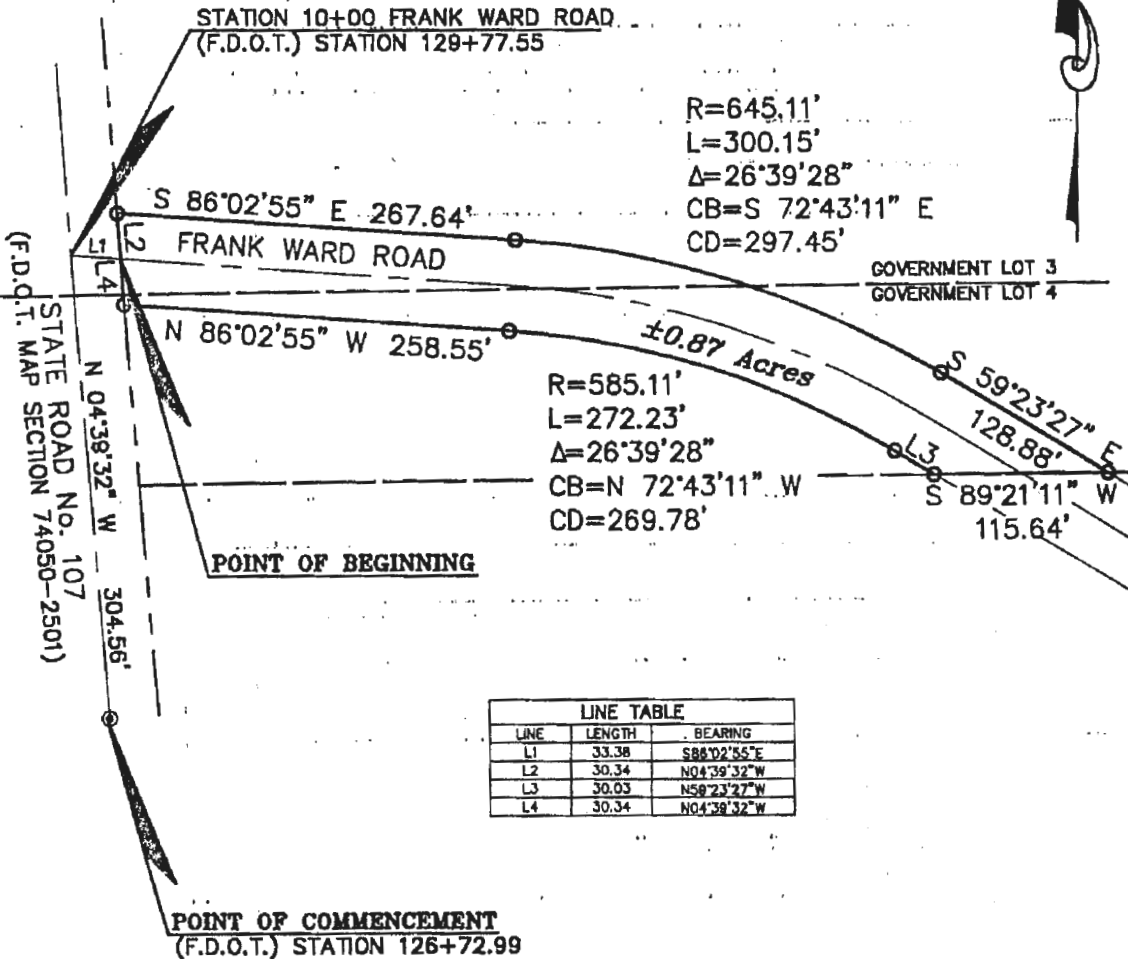 STATION 10+00 FRANK WARD ROAD
(F.D.O.T.) STATION 129+77.55
R=645.11'
L=300.15'
Δ=26°39'28"
CB=S 72°43'11" E
CD=297.45'
S 86°02'55" E 267.64'
L1
L2
FRANK WARD ROAD
L4
GOVERNMENT LOT 3
GOVERNMENT LOT 4
N 86°02'55" W 258.55'
±0.87 Acres
S 59°23'27" E
128.88'
R=585.11'
L=272.23'
Δ=26°39'28"
CB=N 72°43'11" W
CD=269.78'
L3
S 89°21'11" W
115.64'
STATE ROAD No. 107
(F.D.O.T. MAP SECTION 74050-2501)
N 04°39'32" W 304.56'
POINT OF BEGINNING
LINE TABLE
LINE LENGTH BEARING
L1 33.38 S86°02'55"E
L2 30.34 N04°39'32"W
L3 30.03 N59°23'27"W
L4 30.34 N04°39'32"W
POINT OF COMMENCEMENT
(F.D.O.T.) STATION 126+72.99